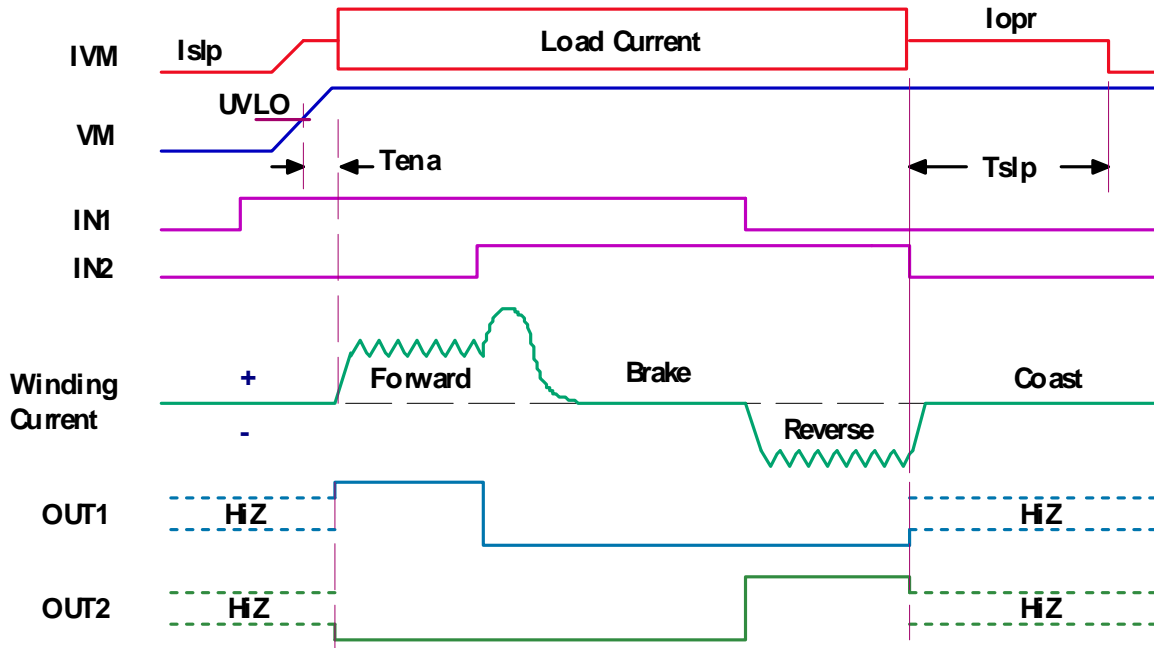 Iopr
Islp
Load Current
IVM
UVLO
VM
Tena
Tslp
IN1
IN2
+
Forward
Brake
Coast
Winding
Current
-
Reverse
OUT1
HiZ
HiZ
OUT2
HiZ
HiZ